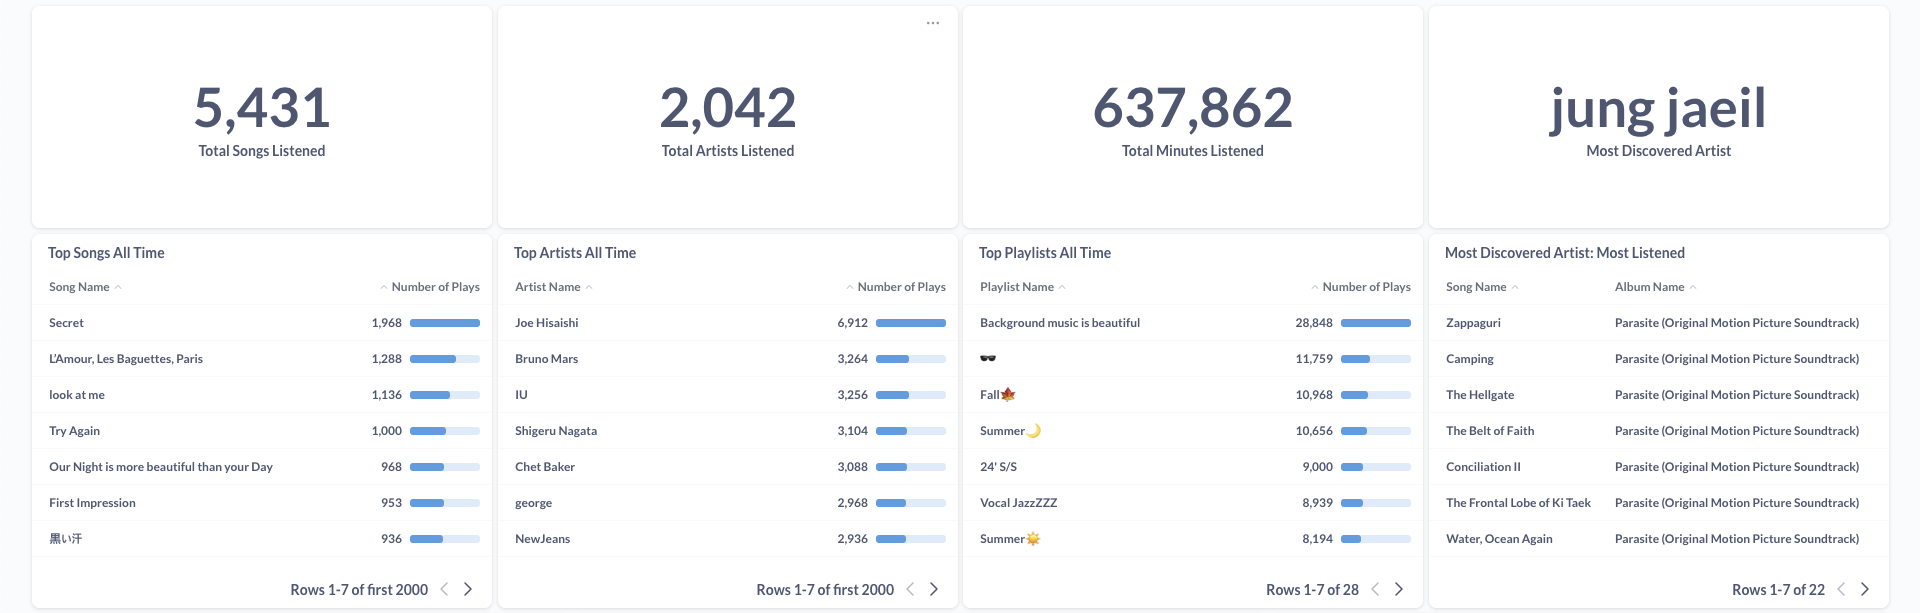 5,431
Total Songs Listened
2,042
Total Artists Listened
637,862
Total Minutes Listened
jung jaeil
Most Discovered Artist
Top Songs All Time
Song Name Number of Plays
Secret 1,968
L'Amour, Les Baguettes, Paris 1,288
look at me 1,136
Try Again 1,000
Our Night is more beautiful than your Day 968
First Impression 953
黒い汗 936
Rows 1-7 of first 2000
Top Artists All Time
Artist Name Number of Plays
Joe Hisaishi 6,912
Bruno Mars 3,264
IU 3,256
Shigeru Nagata 3,104
Chet Baker 3,088
george 2,968
NewJeans 2,936
Rows 1-7 of first 2000
Top Playlists All Time
Playlist Name Number of Plays
Background music is beautiful 28,848
🕶️ 11,759
Fall🍁 10,968
Summer🌙 10,656
24' S/S 9,000
Vocal JazzZZZ 8,939
Summer☀️ 8,194
Rows 1-7 of 28
Most Discovered Artist: Most Listened
Song Name Album Name
Zappaguri Parasite (Original Motion Picture Soundtrack)
Camping Parasite (Original Motion Picture Soundtrack)
The Hellgate Parasite (Original Motion Picture Soundtrack)
The Belt of Faith Parasite (Original Motion Picture Soundtrack)
Conciliation II Parasite (Original Motion Picture Soundtrack)
The Frontal Lobe of Ki Taek Parasite (Original Motion Picture Soundtrack)
Water, Ocean Again Parasite (Original Motion Picture Soundtrack)
Rows 1-7 of 22